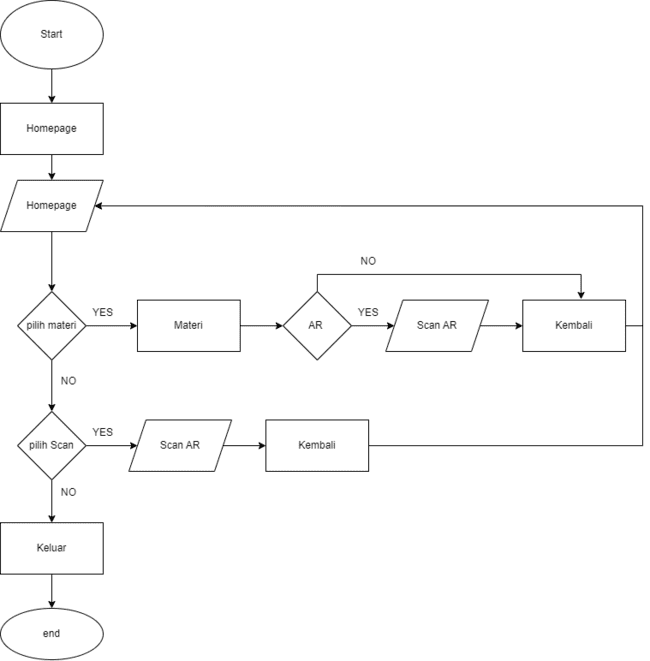 Start
Homepage
Homepage
NO
pilih materi
YES
Materi
AR
YES
Scan AR
Kembali
NO
pilih Scan
YES
Scan AR
Kembali
NO
Keluar
end